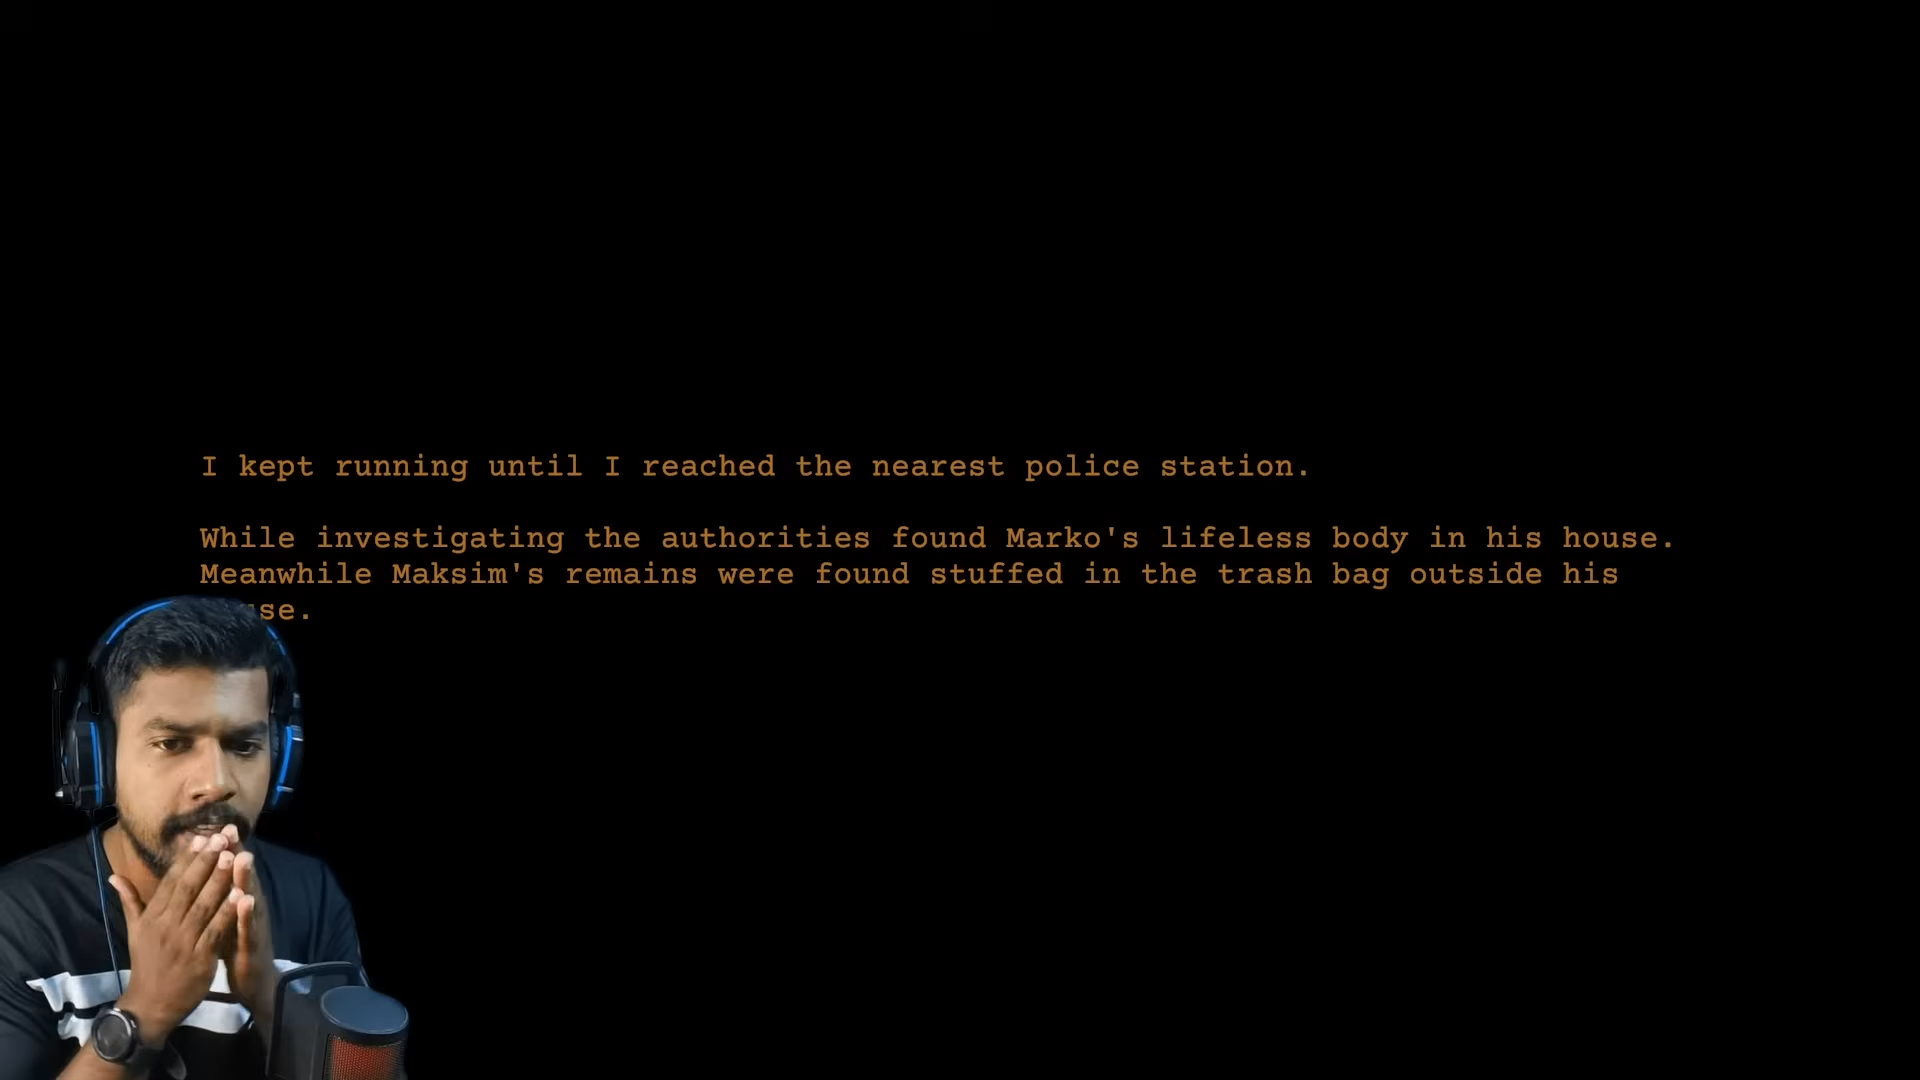 I kept running until I reached the nearest police station.
While investigating the authorities found Marko's lifeless body in his house.
Meanwhile Maksim's remains were found stuffed in the trash bag outside his